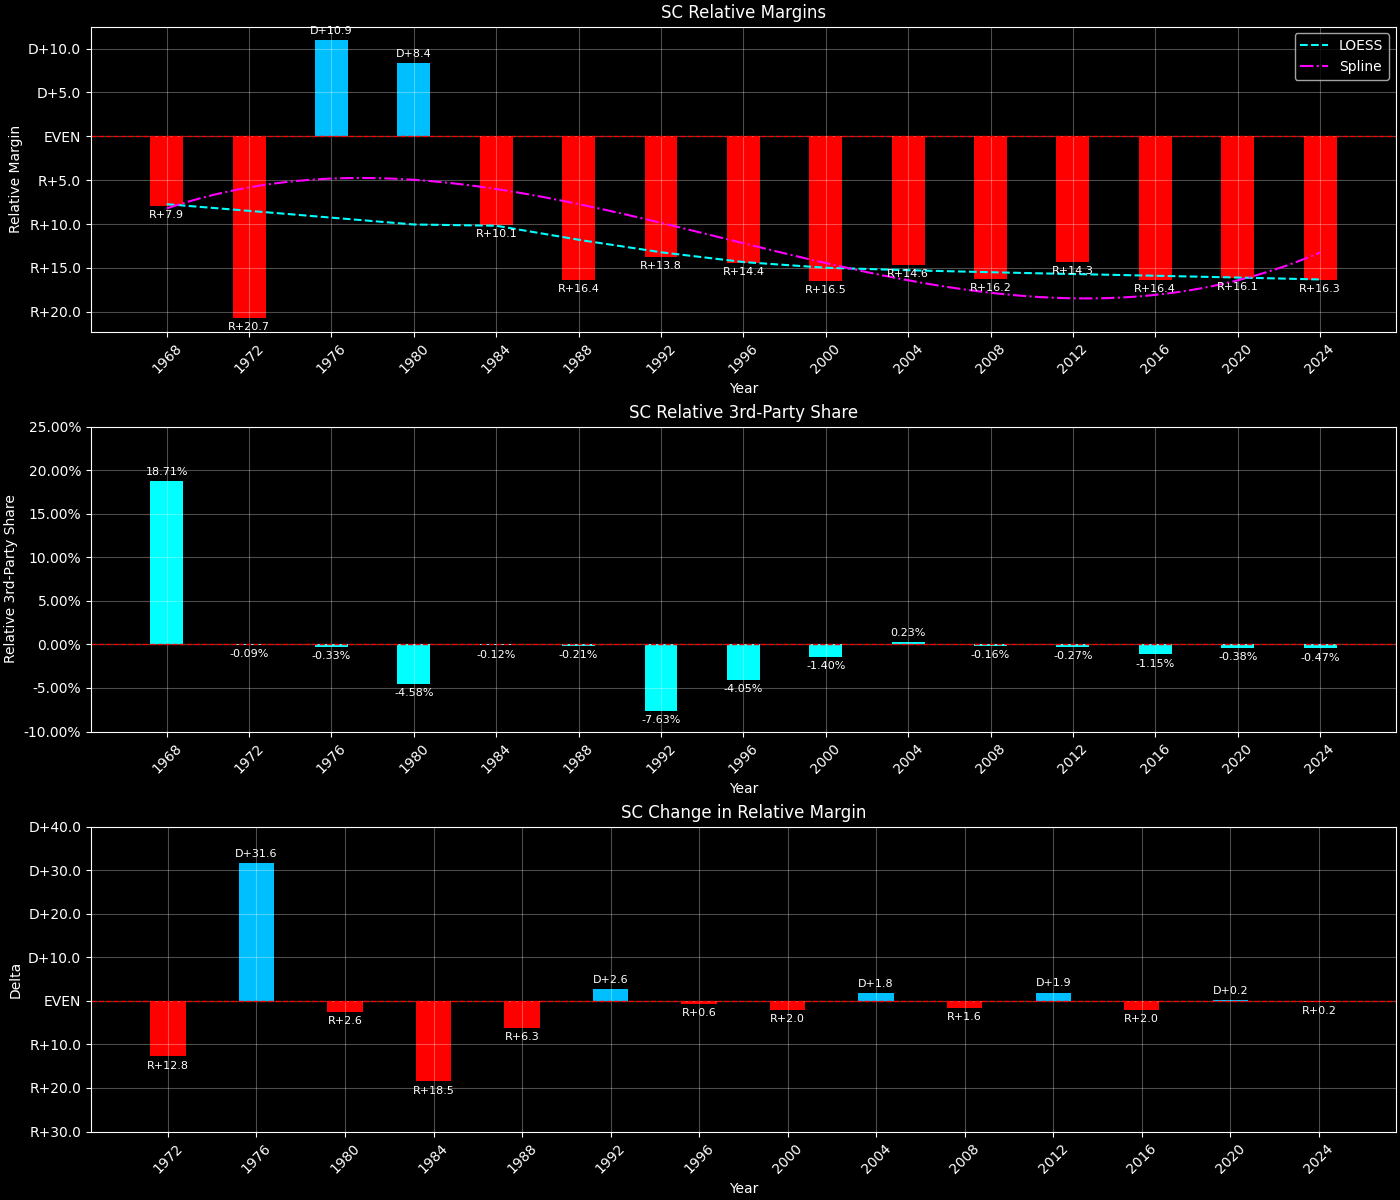 SC Relative Margins
Relative Margin
D+10.0
D+5.0
EVEN
R+5.0
R+10.0
R+15.0
R+20.0
LOESS
Spline
R+7.9
R+20.7
D+10.9
D+8.4
R+10.1
R+16.4
R+13.8
R+14.4
R+16.5
R+14.6
R+16.2
R+14.3
R+16.4
R+16.1
R+16.3
1968 1972 1976 1980 1984 1988 1992 1996 2000 2004 2008 2012 2016 2020 2024
Year
SC Relative 3rd-Party Share
Relative 3rd-Party Share
25.00%
20.00%
15.00%
10.00%
5.00%
0.00%
-5.00%
-10.00%
18.71%
-0.09%
-0.33%
-4.58%
-0.12%
-0.21%
-7.63%
-4.05%
-1.40%
0.23%
-0.16%
-0.27%
-1.15%
-0.38%
-0.47%
1968 1972 1976 1980 1984 1988 1992 1996 2000 2004 2008 2012 2016 2020 2024
Year
SC Change in Relative Margin
Delta
D+40.0
D+30.0
D+20.0
D+10.0
EVEN
R+10.0
R+20.0
R+30.0
R+12.8
D+31.6
R+2.6
R+18.5
R+6.3
D+2.6
R+0.6
R+2.0
D+1.8
R+1.6
D+1.9
R+2.0
D+0.2
R+0.2
1972 1976 1980 1984 1988 1992 1996 2000 2004 2008 2012 2016 2020 2024
Year